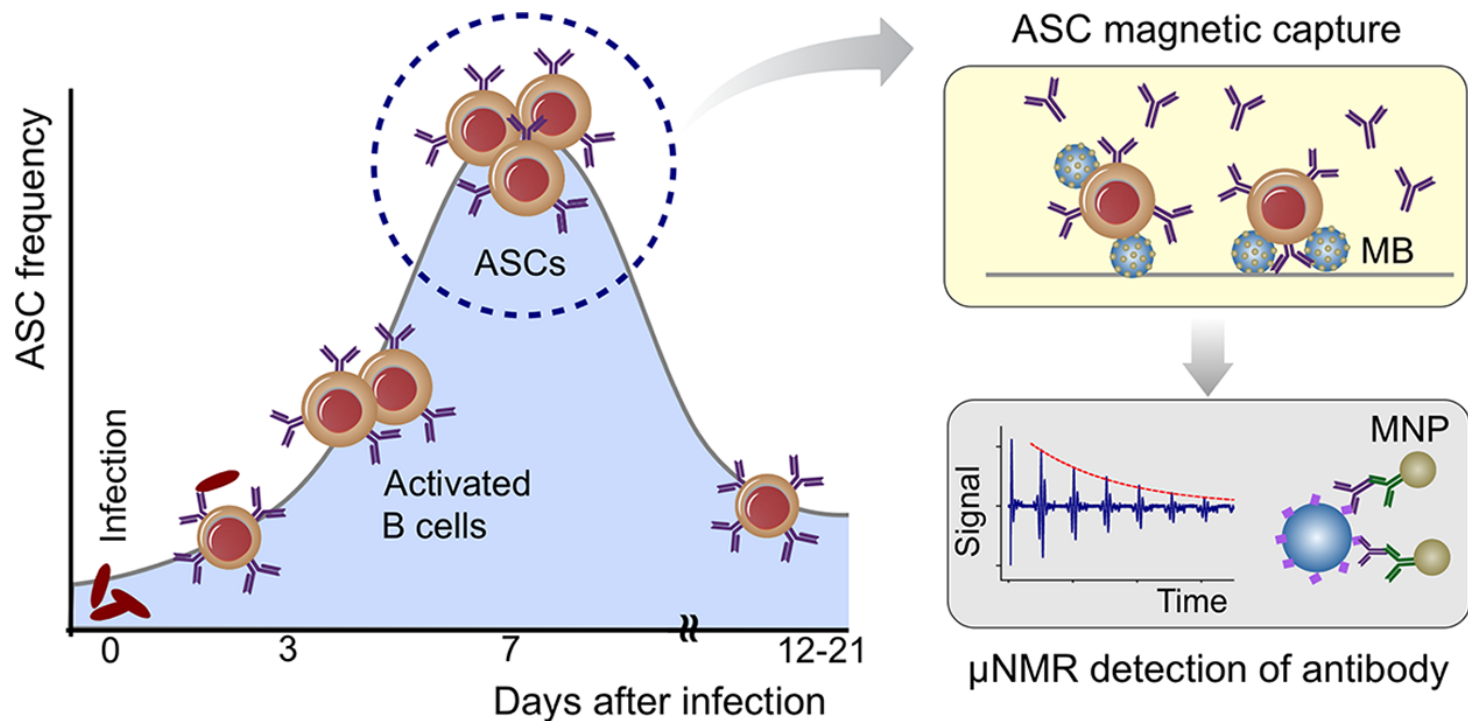 ASC frequency
Infection
Activated
B cells
ASCs
0
3
7
12-21
Days after infection
ASC magnetic capture
MB
MNP
Signal
Time
μNMR detection of antibody